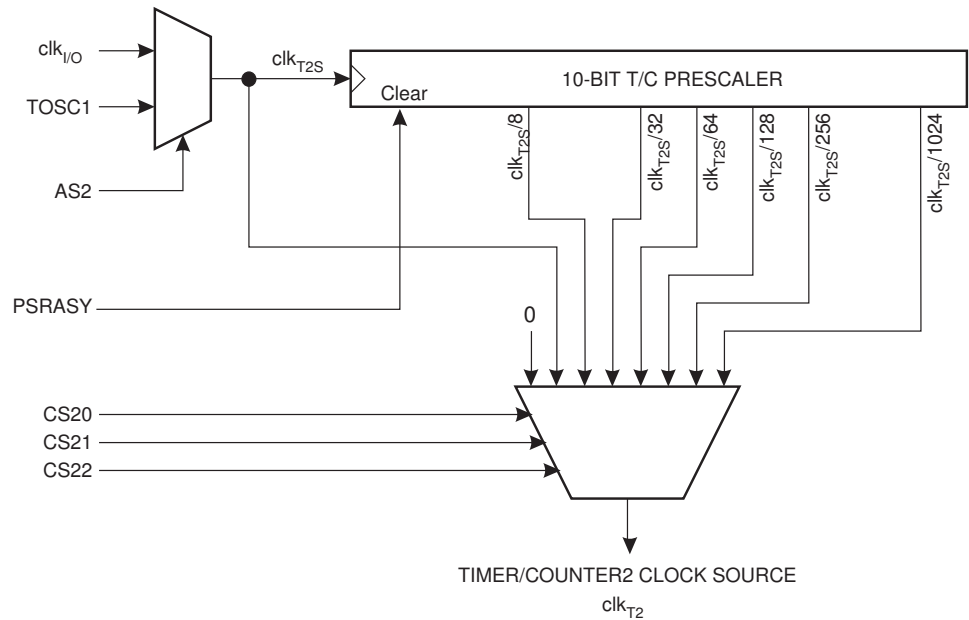 clkI/O
clkT2S
10-BIT T/C PRESCALER
TOSC1
Clear
AS2
clkT2S/8
clkT2S/32
clkT2S/64
clkT2S/128
clkT2S/256
clkT2S/1024
PSRASY
0
CS20
CS21
CS22
TIMER/COUNTER2 CLOCK SOURCE
clkT2